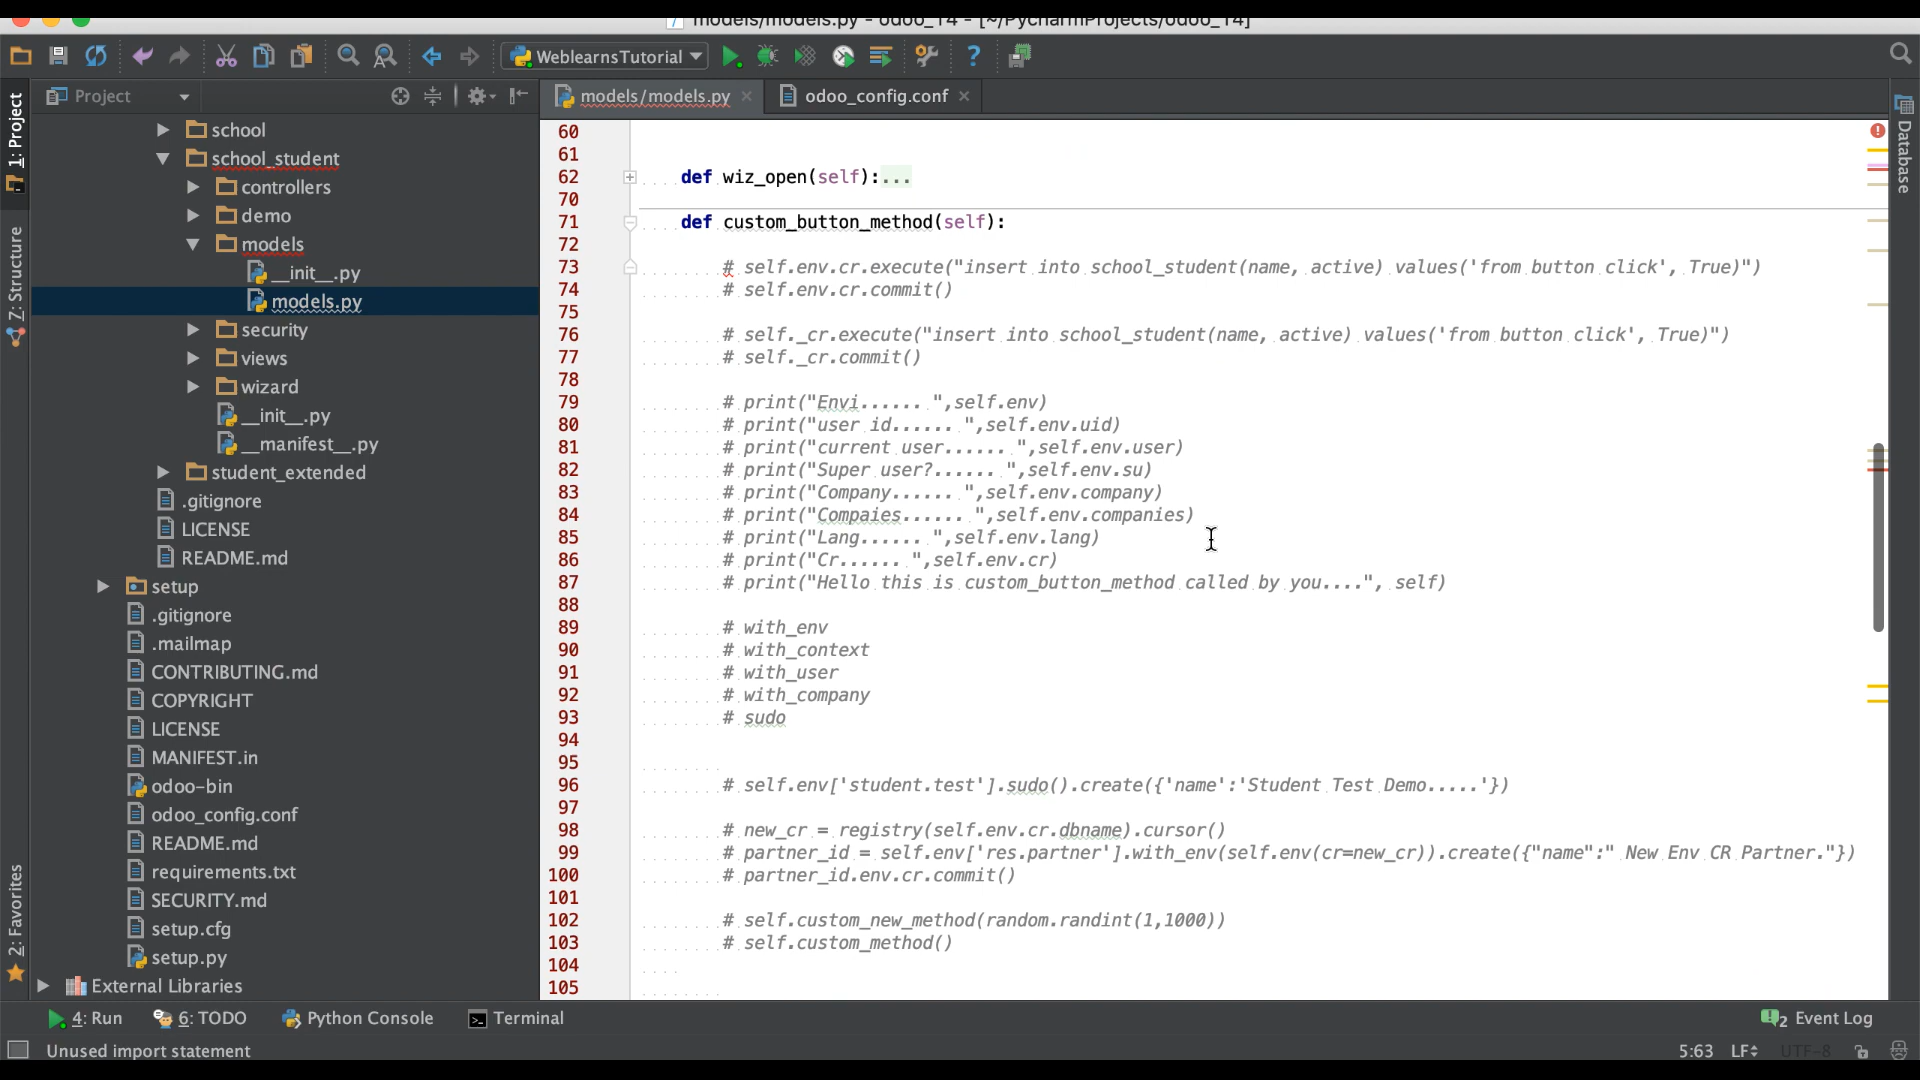 models/models.py - odoo_14 - [~/PycharmProjects/odoo_14]
WeblearnsTutorial
Project
models/models.py
odoo_config.conf
1: Project
7: Structure
2: Favorites
Database
school
school_student
controllers
demo
models
__init__.py
models.py
security
views
wizard
__init__.py
__manifest__.py
student_extended
.gitignore
LICENSE
README.md
setup
.gitignore
.mailmap
CONTRIBUTING.md
COPYRIGHT
LICENSE
MANIFEST.in
odoo-bin
odoo_config.conf
README.md
requirements.txt
SECURITY.md
setup.cfg
setup.py
External Libraries
60
61
62 def wiz_open(self):...
70
71 def custom_button_method(self):
72
73 # self.env.cr.execute("insert into school_student(name, active) values('from button click', True)")
74 # self.env.cr.commit()
75
76 # self._cr.execute("insert into school_student(name, active) values('from button click', True)")
77 # self._cr.commit()
78
79 # print("Envi...... ",self.env)
80 # print("user id...... ",self.env.uid)
81 # print("current user...... ",self.env.user)
82 # print("Super user?...... ",self.env.su)
83 # print("Company...... ",self.env.company)
84 # print("Compaies...... ",self.env.companies)
85 # print("Lang...... ",self.env.lang)
86 # print("Cr...... ",self.env.cr)
87 # print("Hello this is custom_button_method called by you....", self)
88
89 # with_env
90 # with_context
91 # with_user
92 # with_company
93 # sudo
94
95
96 # self.env['student.test'].sudo().create({'name':'Student Test Demo.....'})
97
98 # new_cr = registry(self.env.cr.dbname).cursor()
99 # partner_id = self.env['res.partner'].with_env(self.env(cr=new_cr)).create({"name":" New Env CR Partner."})
100 # partner_id.env.cr.commit()
101
102 # self.custom_new_method(random.randint(1,1000))
103 # self.custom_method()
104
105
4: Run
6: TODO
Python Console
Terminal
2 Event Log
Unused import statement
5:63
LF
UTF-8